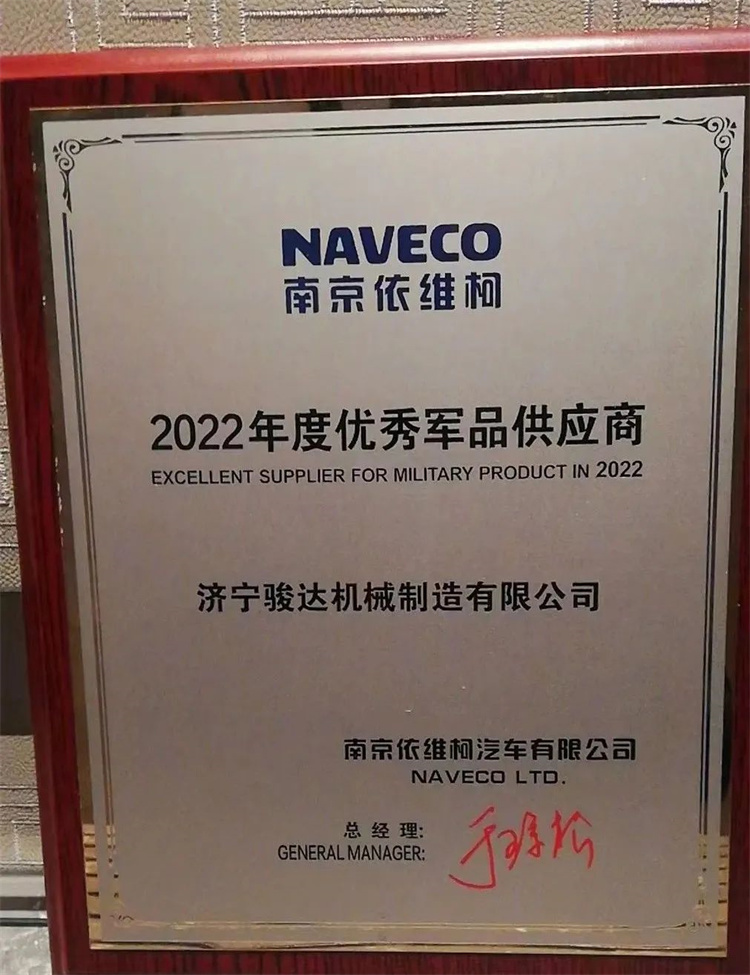 NAVECO
南京依维柯
2022年度优秀军品供应商
EXCELLENT SUPPLIER FOR MILITARY PRODUCT IN 2022
济宁骏达机械制造有限公司
南京依维柯汽车有限公司
NAVECO LTD.
总经理:
GENERAL MANAGER: